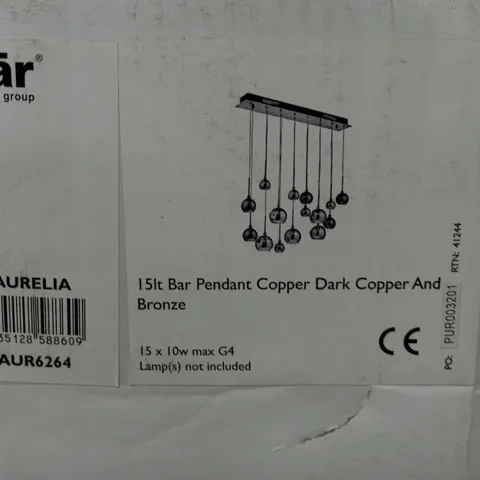 är®
group
AURELIA
588609
AUR6264
15lt Bar Pendant Copper Dark Copper And
Bronze
15 x 10w max G4
Lamp(s) not included
CE
PO: PUR003201 RTN: 41244